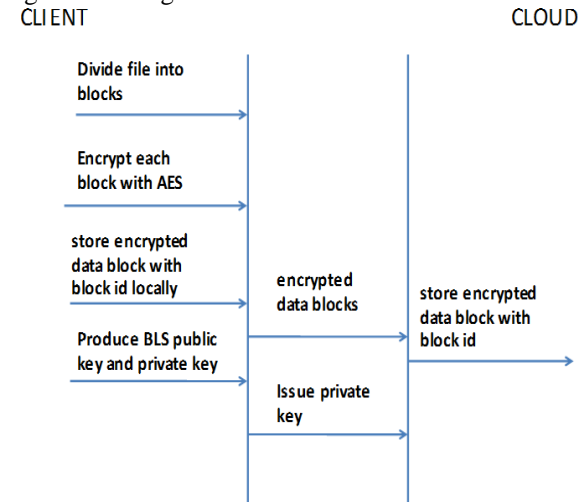 CLIENT
CLOUD
Divide file into
blocks
Encrypt each
block with AES
store encrypted
data block with
block id locally
Produce BLS public
key and private key
encrypted
data blocks
Issue private
key
store encrypted
data block with
block id